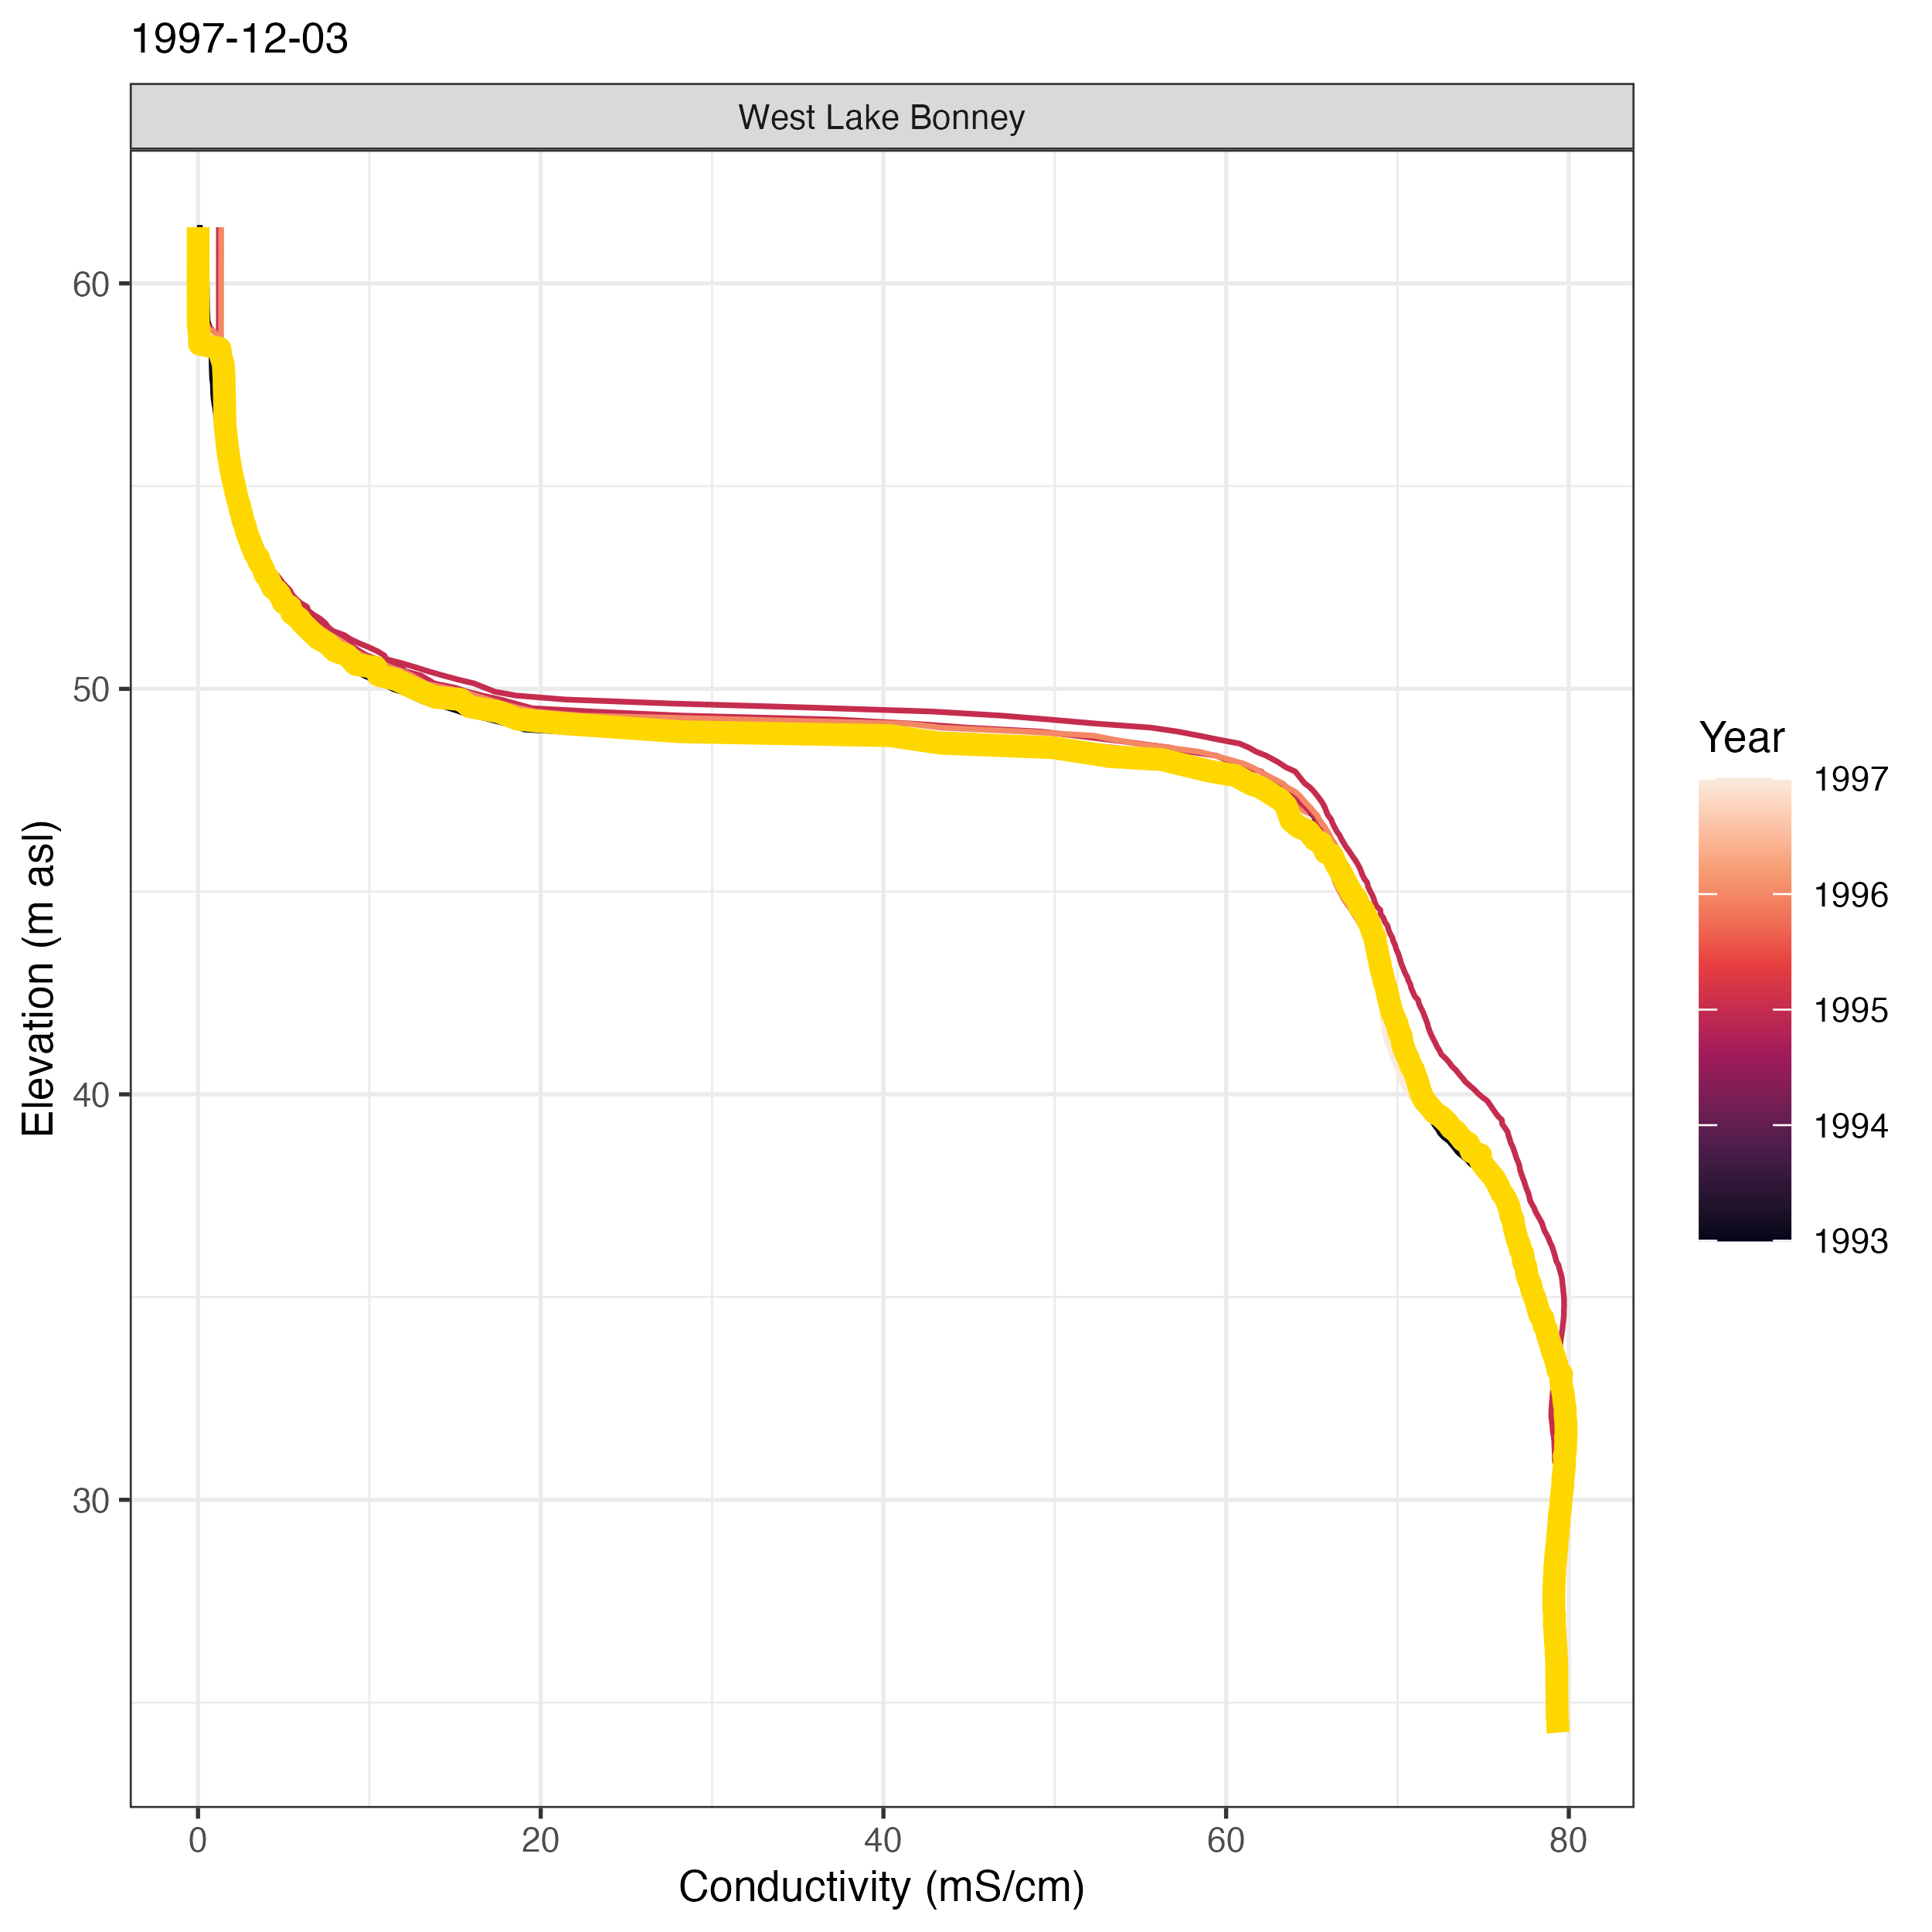 1997-12-03
West Lake Bonney
60
50
40
30
Elevation (m asl)
0 20 40 60 80
Conductivity (mS/cm)
Year
1997
1996
1995
1994
1993